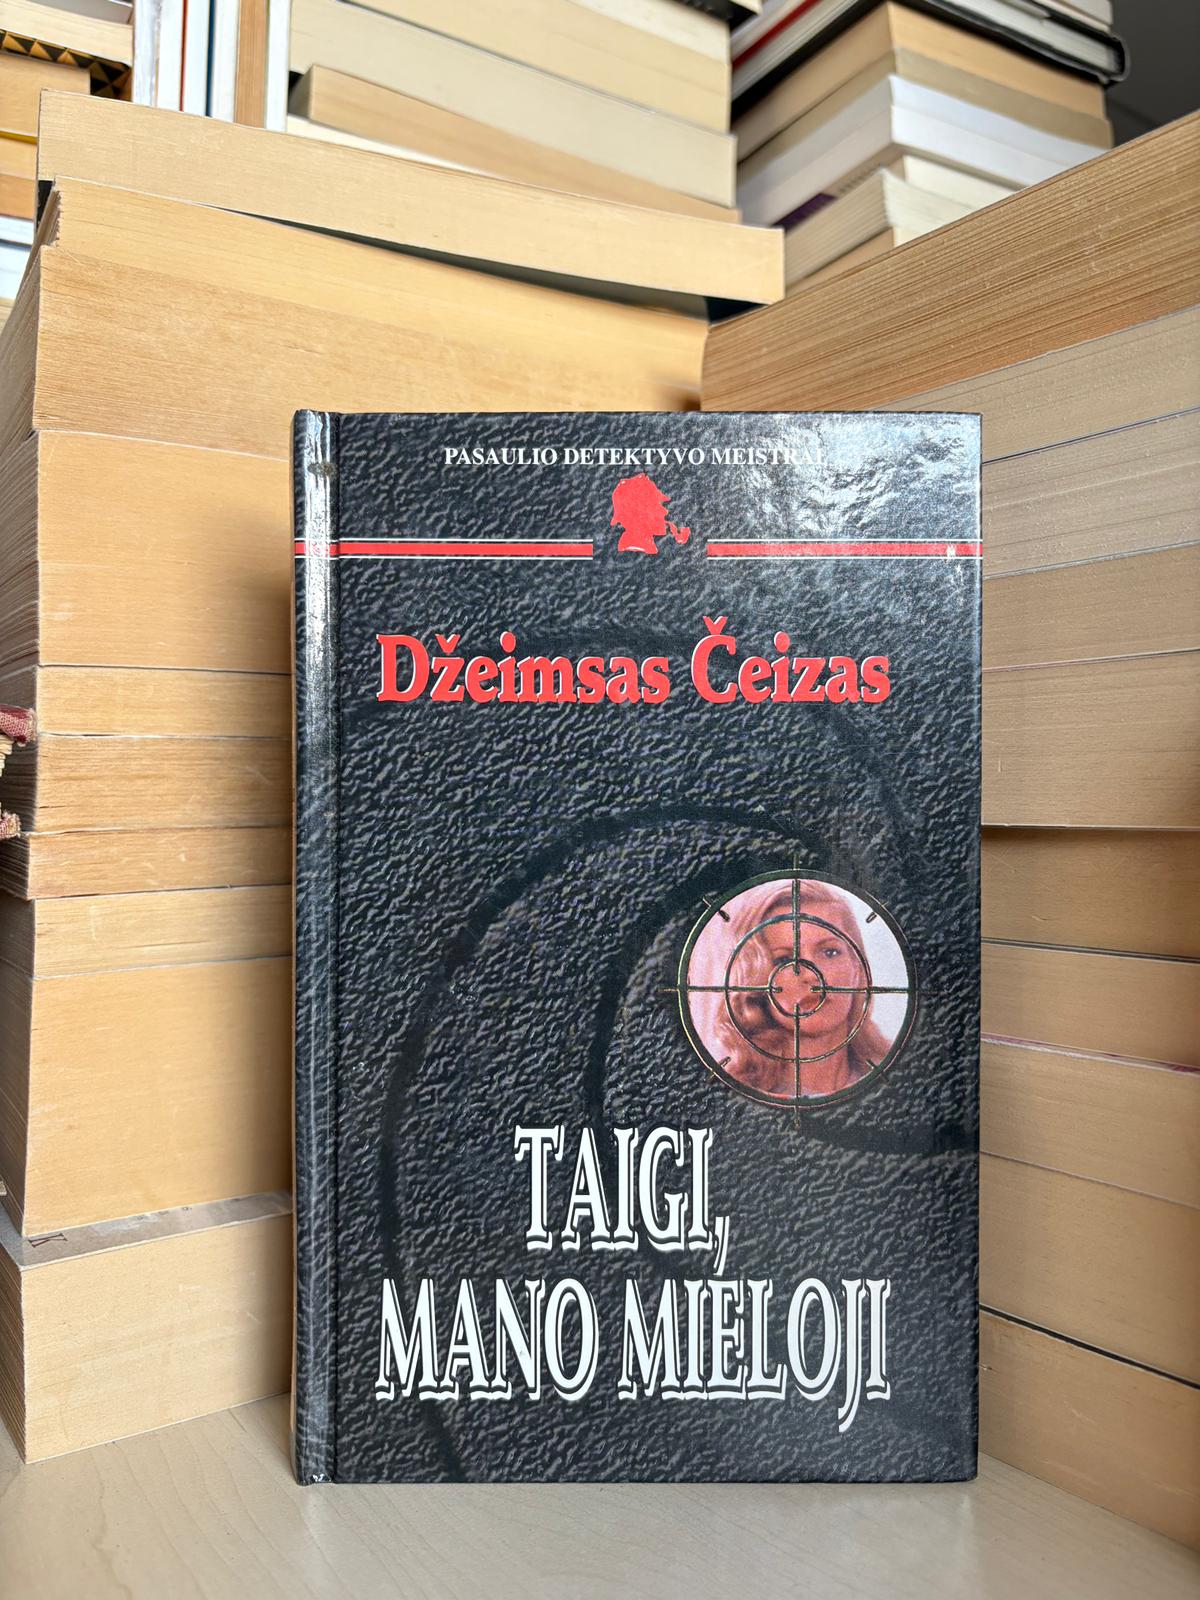 PASAULIO DETEKTYVO MEISTRAI
Džeimsas Čeizas
TAIGI,
MANO MIELOJI